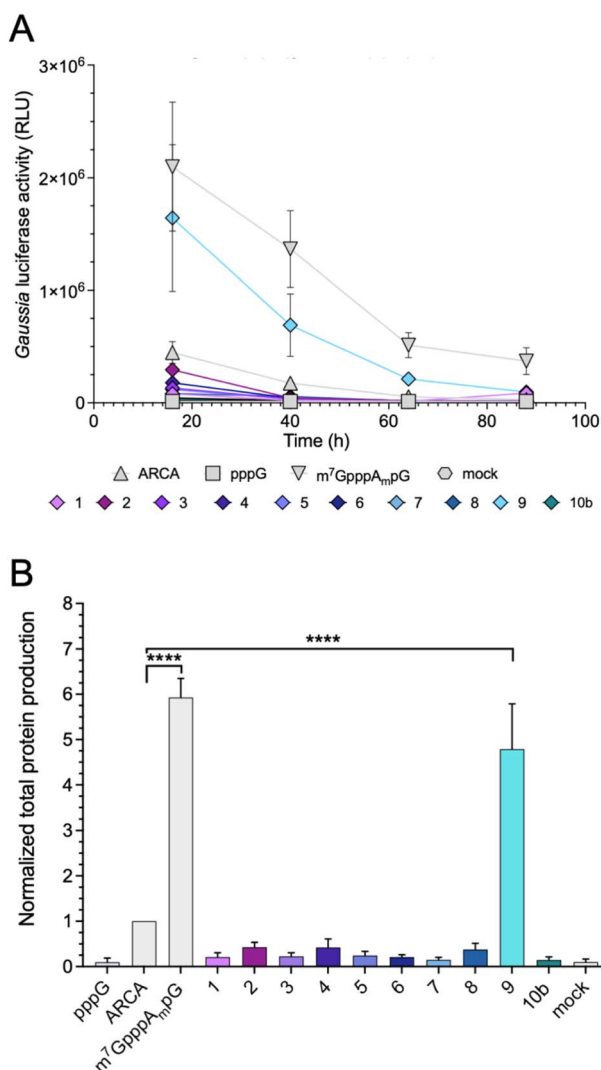 A
Gaussia luciferase activity (RLU)
3×10⁶
2×10⁶
1×10⁶
0
0 20 40 60 80 100
Time (h)
ARCA pppG m⁷GpppAₘpG mock
1 2 3 4 5 6 7 8 9 10b
B
Normalized total protein production
8
7
6
5
4
3
2
1
0
****
****
pppG ARCA m⁷GpppAₘpG 1 2 3 4 5 6 7 8 9 10b mock